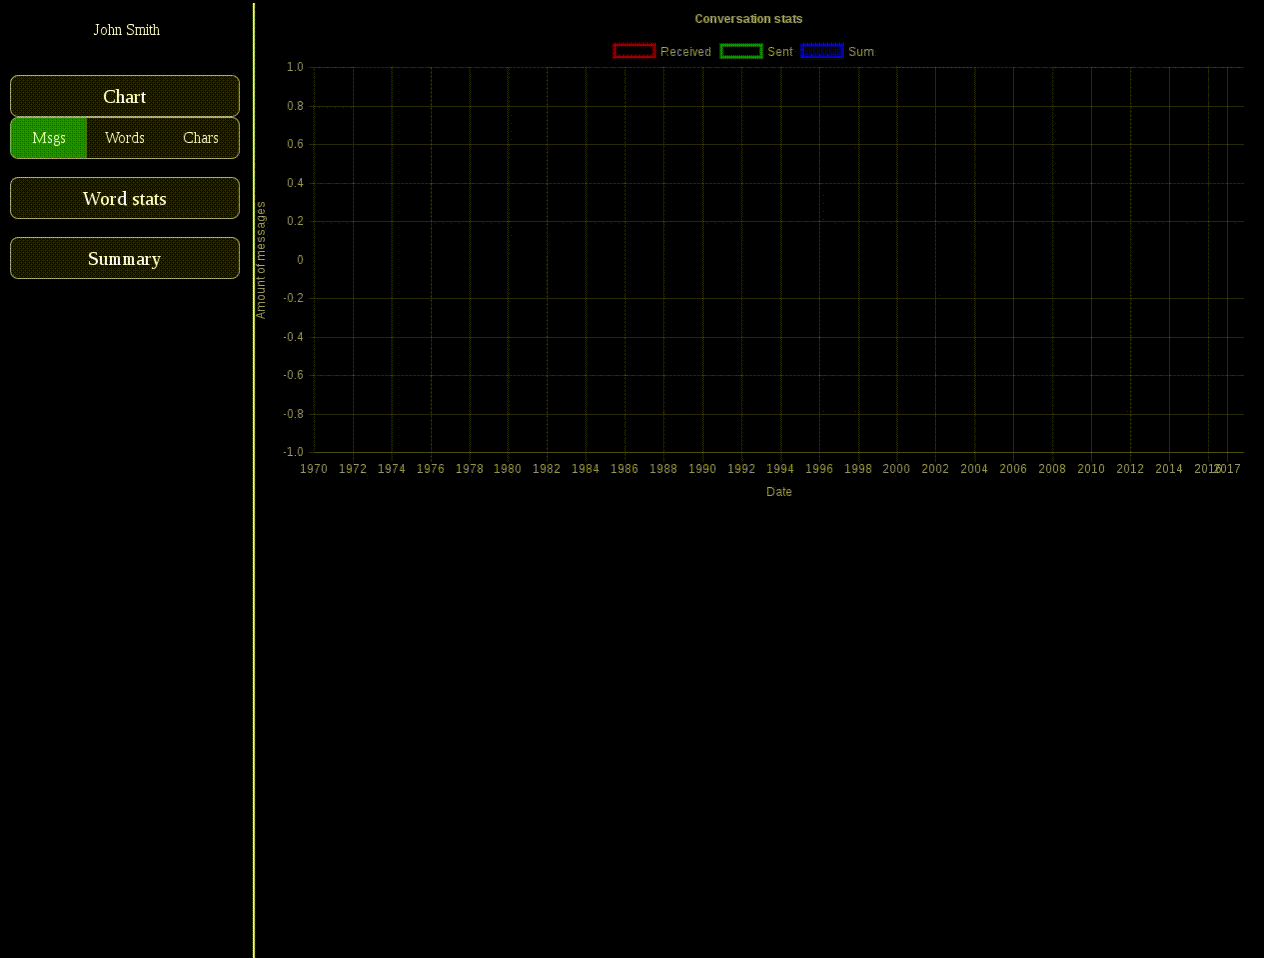 John Smith
Chart
Msgs Words Chars
Word stats
Summary
Conversation stats
Received Sent Sum
1.0
0.8
0.6
0.4
0.2
0
-0.2
-0.4
-0.6
-0.8
-1.0
Amount of messages
1970 1972 1974 1976 1978 1980 1982 1984 1986 1988 1990 1992 1994 1996 1998 2000 2002 2004 2006 2008 2010 2012 2014 2016 2017
Date